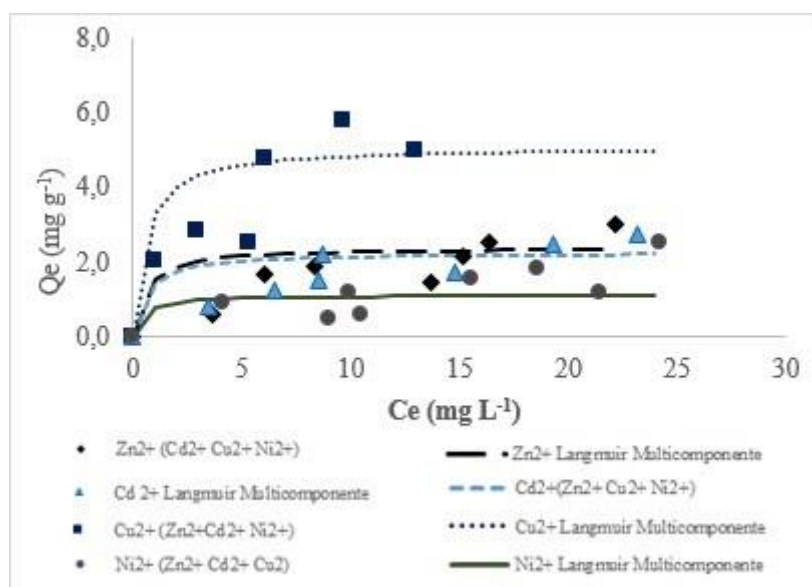 8,0
6,0
4,0
2,0
0,0
Qe (mg g-1)
0 5 10 15 20 25 30
Ce (mg L-1)
Zn2+ (Cd2+ Cu2+ Ni2+)
Zn2+ Langmuir Multicomponente
Cd 2+ Langmuir Multicomponente
Cd2+(Zn2+ Cu2+ Ni2+)
Cu2+ (Zn2+Cd2+ Ni2+)
Cu2+ Langmuir Multicomponente
Ni2+ (Zn2+ Cd2+ Cu2)
Ni2+ Langmuir Multicomponente